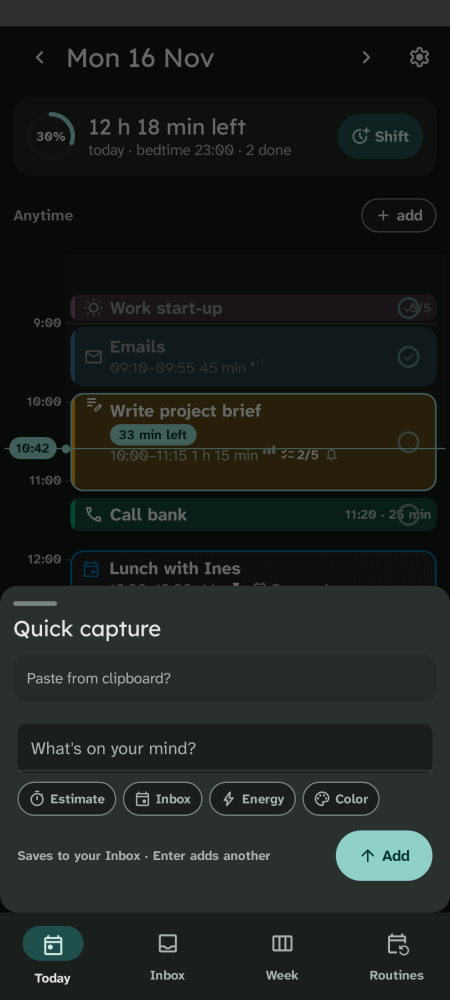 Mon 16 Nov
30%
12 h 18 min left
today · bedtime 23:00 · 2 done
Shift
Anytime
+ add
Work start-up
5/5
9:00
Emails
09:10–09:55 45 min
10:00
Write project brief
33 min left
10:42
10:00–11:15 1 h 15 min 2/5
11:00
Call bank
11:20 · 25 min
12:00
Lunch with Ines
Quick capture
Paste from clipboard?
What's on your mind?
Estimate
Inbox
Energy
Color
Saves to your Inbox · Enter adds another
Add
Today
Inbox
Week
Routines